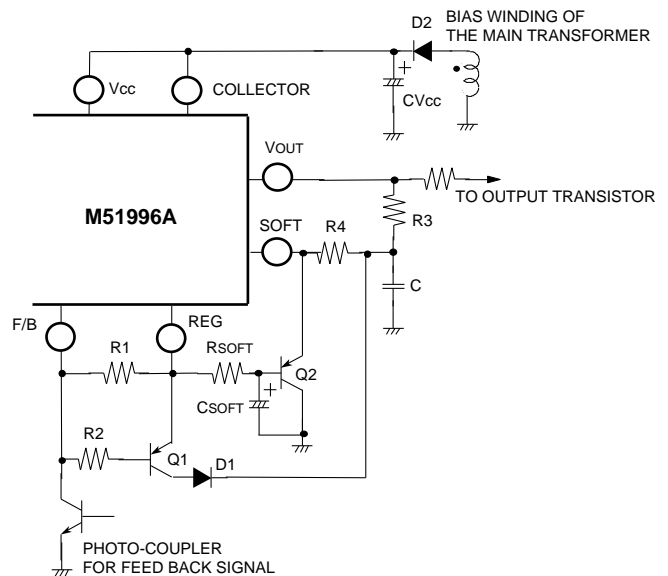 D2
BIAS WINDING OF
THE MAIN TRANSFORMER
+
CVcc
Vcc
COLLECTOR
VOUT
TO OUTPUT TRANSISTOR
M51996A
SOFT
R4
R3
C
F/B
REG
R1
RSOFT
+
Q2
CSOFT
R2
Q1
D1
PHOTO-COUPLER
FOR FEED BACK SIGNAL